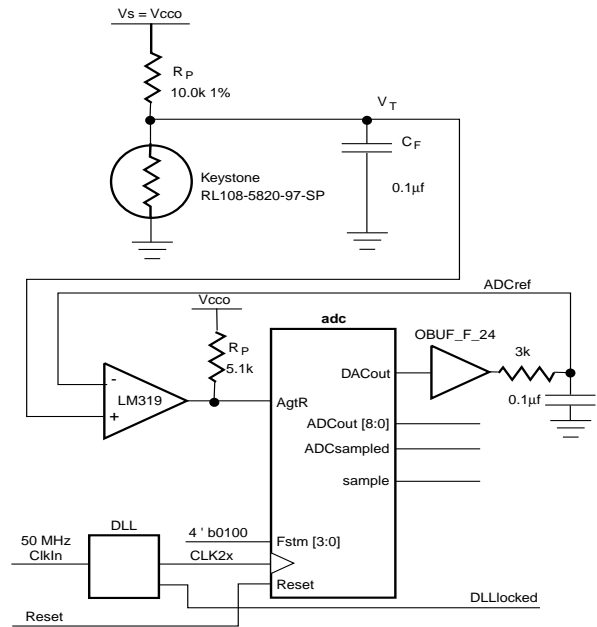 Vs = Vcco
R P
10.0k 1%
V T
C F
Keystone
RL108-5820-97-SP
0.1μf
ADCref
Vcco
adc
OBUF_F_24
R P
5.1k
3k
-
+
LM319
DACout
0.1μf
AgtR
ADCout [8:0]
ADCsampled
sample
DLL
4 ' b0100
Fstm [3:0]
50 MHz
ClkIn
CLK2x
Reset
DLLlocked
Reset